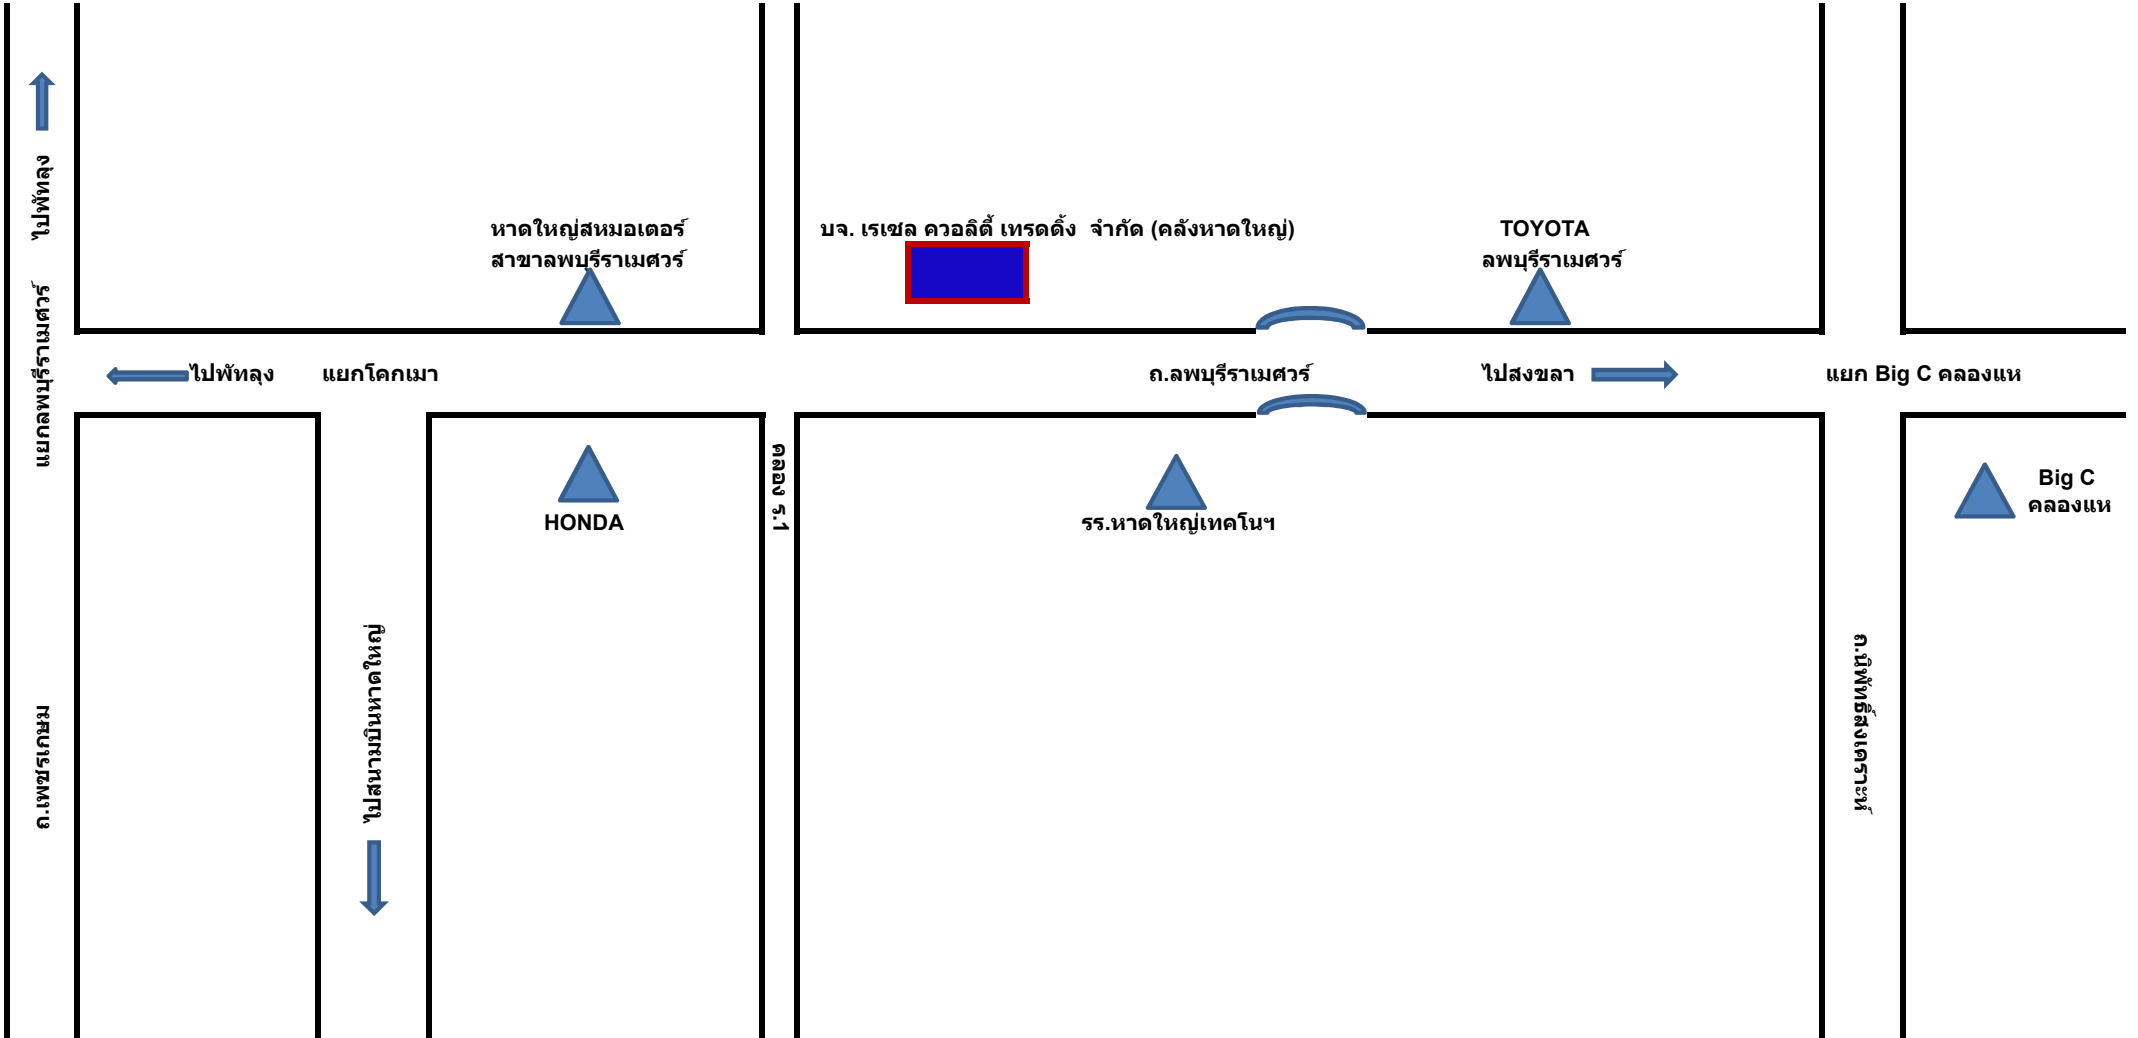 ไปพัทลุง
หาดใหญ่สหมอเตอร์
สาขาลพบุรีราเมศวร์
บจ. เรเซล ควอลิตี้ เทรดดิ้ง  จำกัด (คลังหาดใหญ่)
TOYOTA
ลพบุรีราเมศวร์
แยกลพบุรีราเมศวร์
ไปพัทลุง
แยกโคกเมา
ถ.ลพบุรีราเมศวร์
ไปสงขลา
แยก Big C คลองแห
คลอง ร.1
HONDA
รร.หาดใหญ่เทคโนฯ
Big C
คลองแห
ถ.เพชรเกษม
ไปสนามบินหาดใหญ่
ถ.นิพัทธ์สงเคราะห์